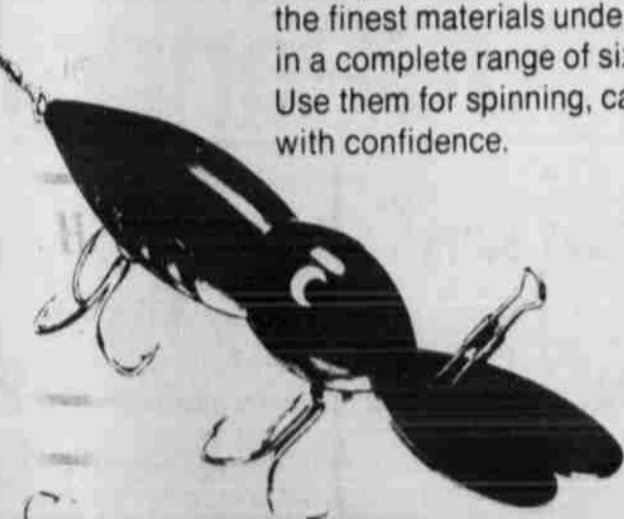 the finest materials
in a complete range of
Use them for spinning,
with confidence.